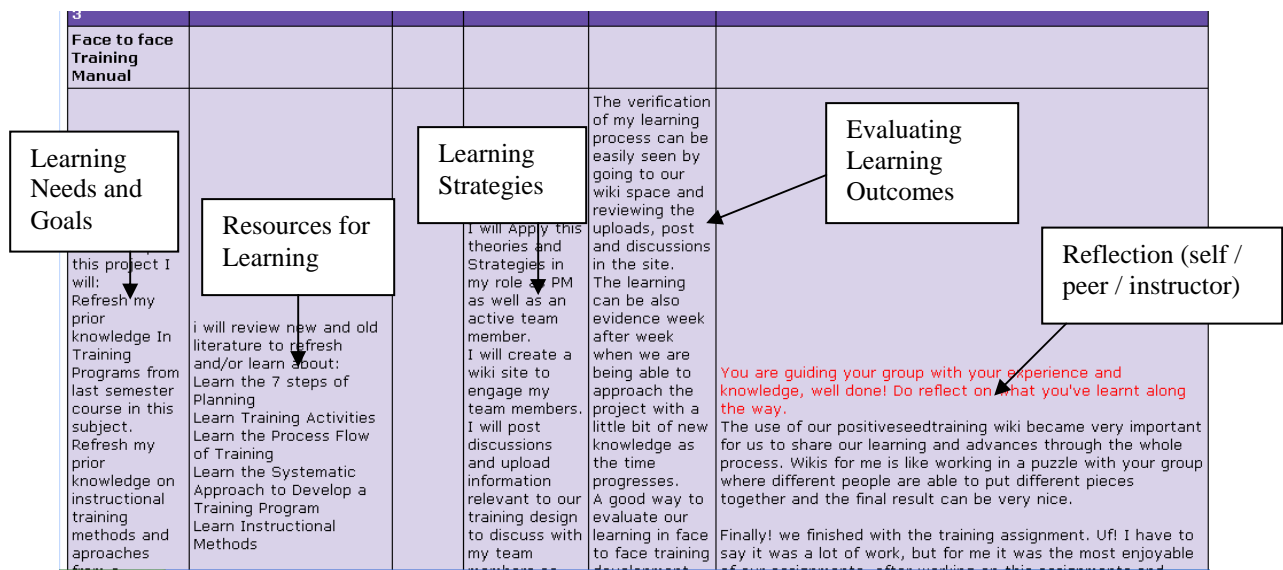 3
Face to face
Training
Manual
Learning
Needs and
Goals
this project I
will:
Refresh my
prior
knowledge In
Training
Programs from
last semester
course in this
subject.
Refresh my
prior
knowledge on
instructional
training
methods and
aproaches
Resources for
Learning
i will review new and old
literature to refresh
and/or learn about:
Learn the 7 steps of
Planning
Learn Training Activities
Learn the Process Flow
of Training
Learn the Systematic
Approach to Develop a
Training Program
Learn Instructional
Methods
Learning
Strategies
I will Apply this
theories and
Strategies in
my role as PM
as well as an
active team
member.
I will create a
wiki site to
engage my
team members.
I will post
discussions
and upload
information
relevant to our
training design
to discuss with
my team
The verification
of my learning
process can be
easily seen by
going to our
wiki space and
reviewing the
uploads, post
and discussions
in the site.
The learning
can be also
evidence week
after week
when we are
being able to
approach the
project with a
little bit of new
knowledge as
the time
progresses.
A good way to
evaluate our
learning in face
to face training
Evaluating
Learning
Outcomes
Reflection (self /
peer / instructor)
You are guiding your group with your experience and
knowledge, well done! Do reflect on what you've learnt along
the way.
The use of our positiveseedtraining wiki became very important
for us to share our learning and advances through the whole
process. Wikis for me is like working in a puzzle with your group
where different people are able to put different pieces
together and the final result can be very nice.
Finally! we finished with the training assignment. Uf! I have to
say it was a lot of work, but for me it was the most enjoyable